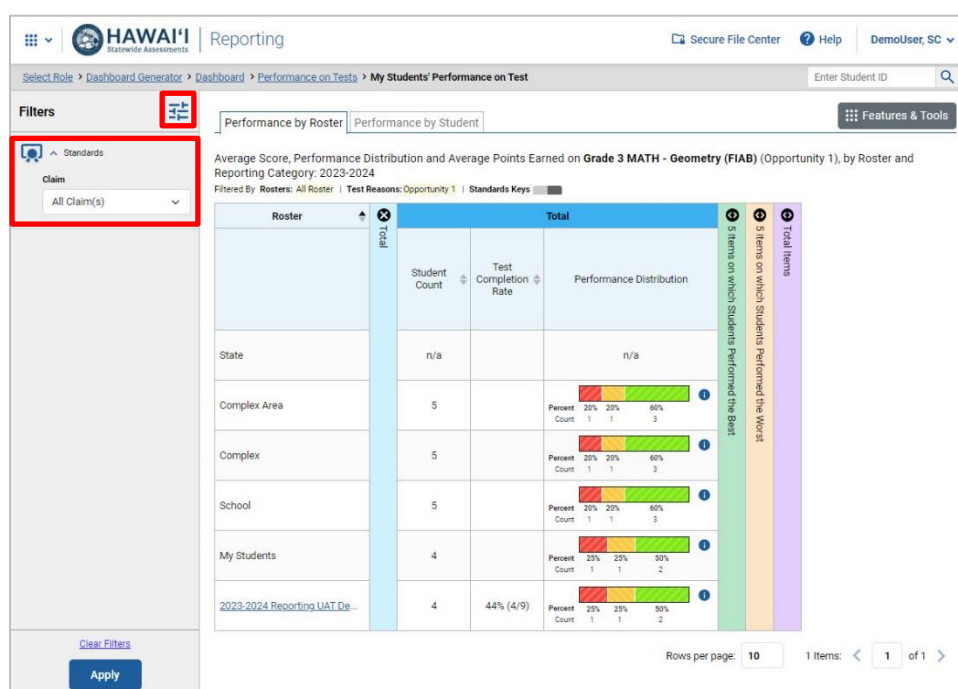 HAWAIʻI
Statewide Assessments
Reporting
Secure File Center
Help
DemoUser, SC
Select Role > Dashboard Generator > Dashboard > Performance on Tests > My Students' Performance on Test
Enter Student ID
Filters
Standards
Claim
All Claim(s)
Clear Filters
Apply
Performance by Roster
Performance by Student
Features & Tools
Average Score, Performance Distribution and Average Points Earned on Grade 3 MATH - Geometry (FIAB) (Opportunity 1), by Roster and
Reporting Category: 2023-2024
Filtered By Rosters: All Roster | Test Reasons: Opportunity 1 | Standards Keys
Roster
Total
Total
5 Items on which Students Performed the Best
5 Items on which Students Performed the Worst
Total Items
Student
Count
Test
Completion
Rate
Performance Distribution
State
n/a
n/a
Complex Area
5
Percent 20% 20% 60%
Count 1 1 3
Complex
5
Percent 20% 20% 60%
Count 1 1 3
School
5
Percent 20% 20% 60%
Count 1 1 3
My Students
4
Percent 25% 25% 50%
Count 1 1 2
2023-2024 Reporting UAT De...
4
44% (4/9)
Percent 25% 25% 50%
Count 1 1 2
Rows per page: 10
1 Items: < 1 of 1 >